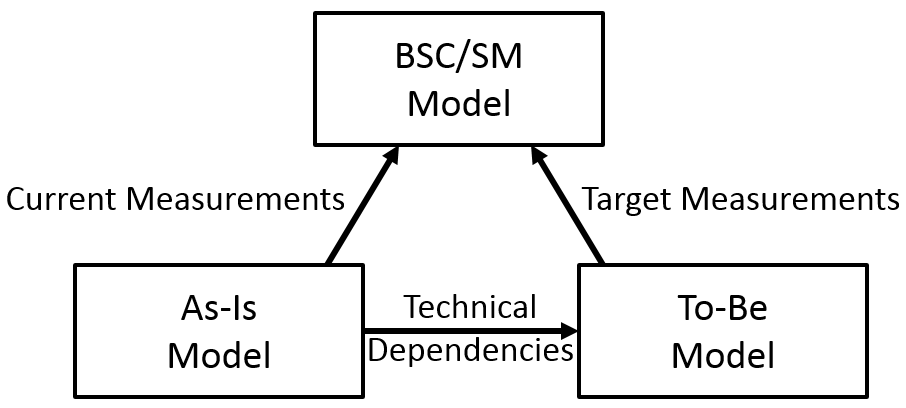 BSC/SM
Model
Current Measurements
Target Measurements
As-Is
Model
Technical
Dependencies
To-Be
Model